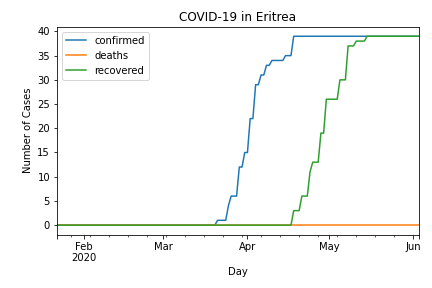 COVID-19 in Eritrea
confirmed
deaths
recovered
Number of Cases
40
35
30
25
20
15
10
5
0
Feb
2020
Mar
Apr
May
Jun
Day